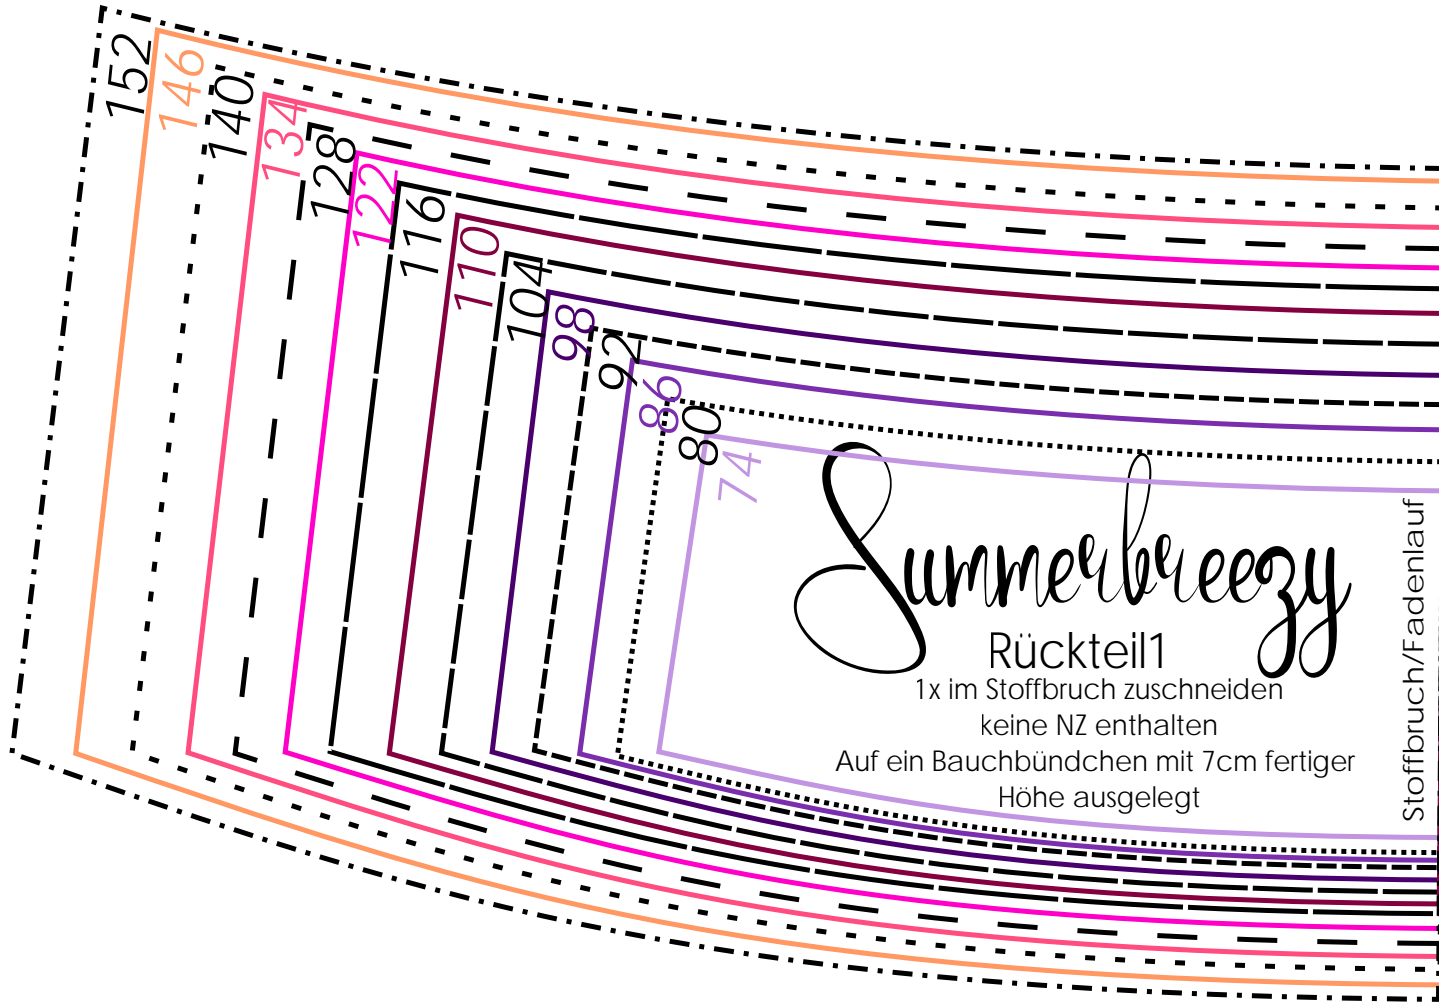 152
146
140
134
128
122
116
110
104
98
92
86
80
74
Summerbreezy
Rückteil1
1x im Stoffbruch zuschneiden
keine NZ enthalten
Auf ein Bauchbündchen mit 7cm fertiger
Höhe ausgelegt
Stoffbruch/Fadenlauf